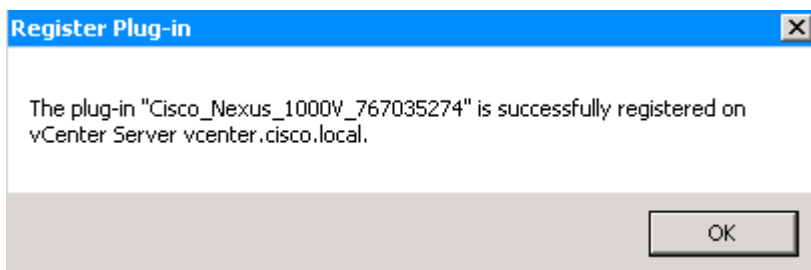 Register Plug-in
The plug-in "Cisco_Nexus_1000V_767035274" is successfully registered on
vCenter Server vcenter.cisco.local.
OK